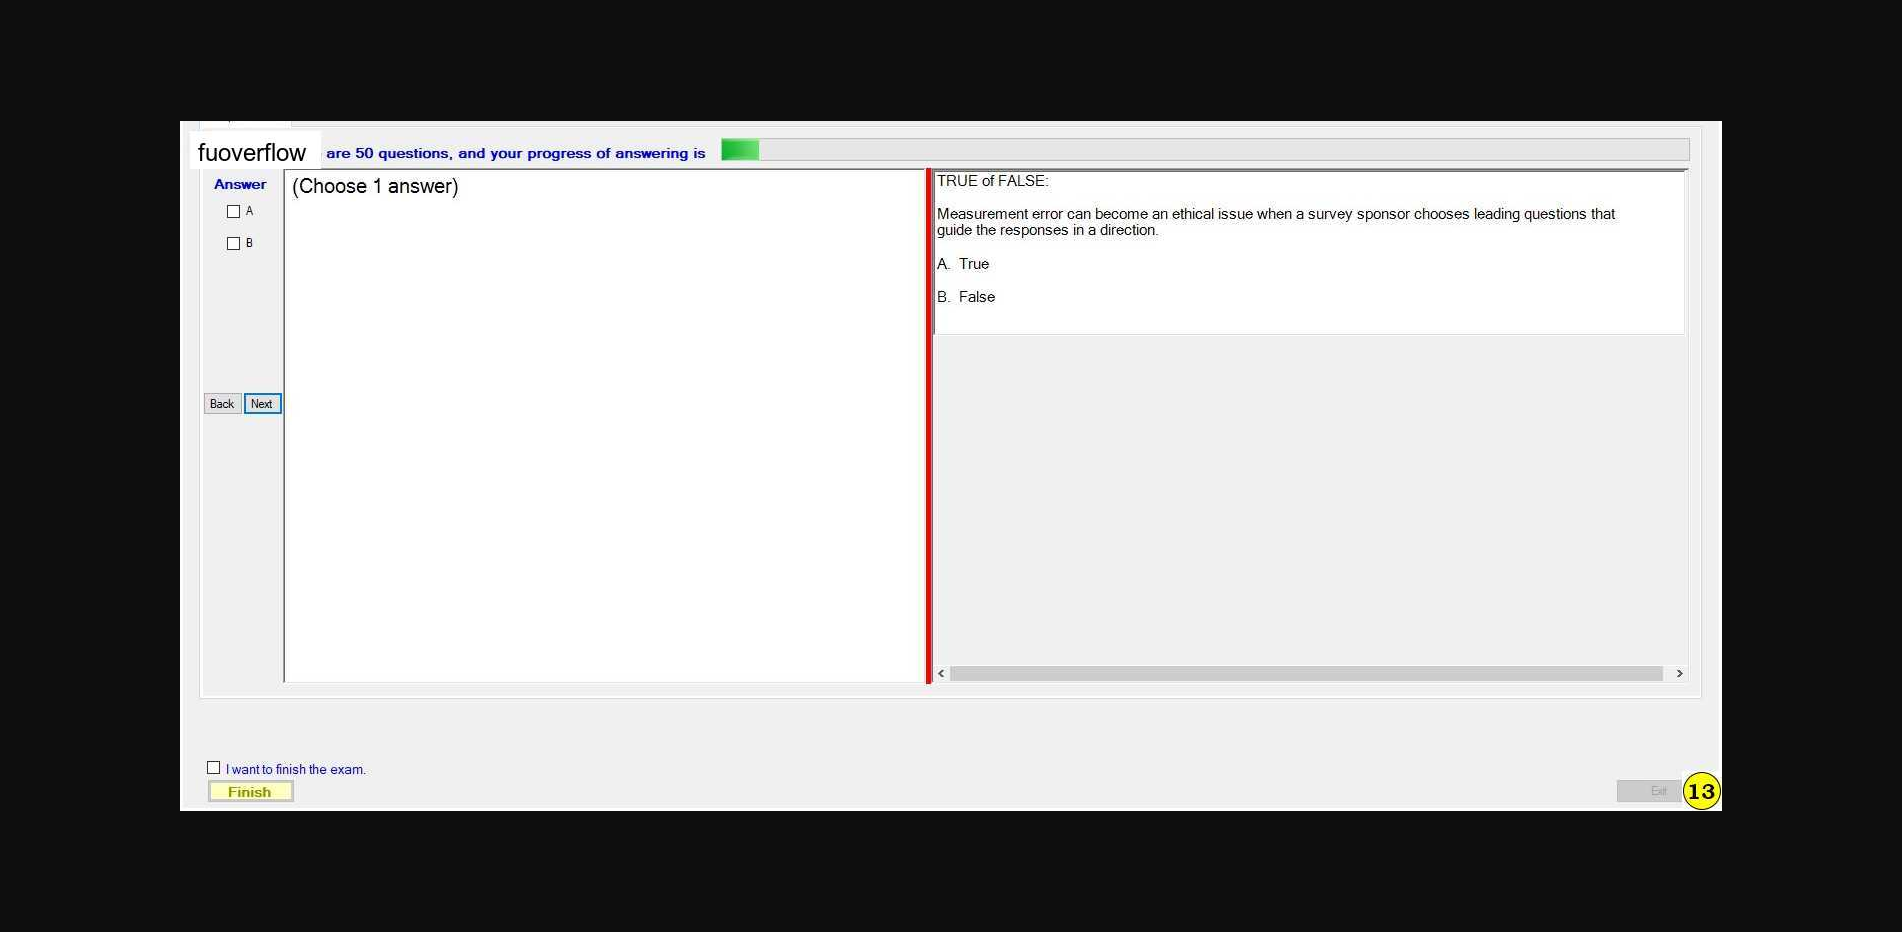 fuoverflow are 50 questions, and your progress of answering is
Answer
A
B
Back Next
(Choose 1 answer)
TRUE of FALSE:
Measurement error can become an ethical issue when a survey sponsor chooses leading questions that
guide the responses in a direction.
A. True
B. False
I want to finish the exam.
Finish
Exit
13